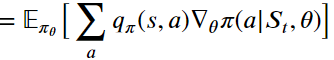 = 𝔼_{π_θ} [ ∑_a q_π(s, a)∇_θ π(a|S_t, θ) ]